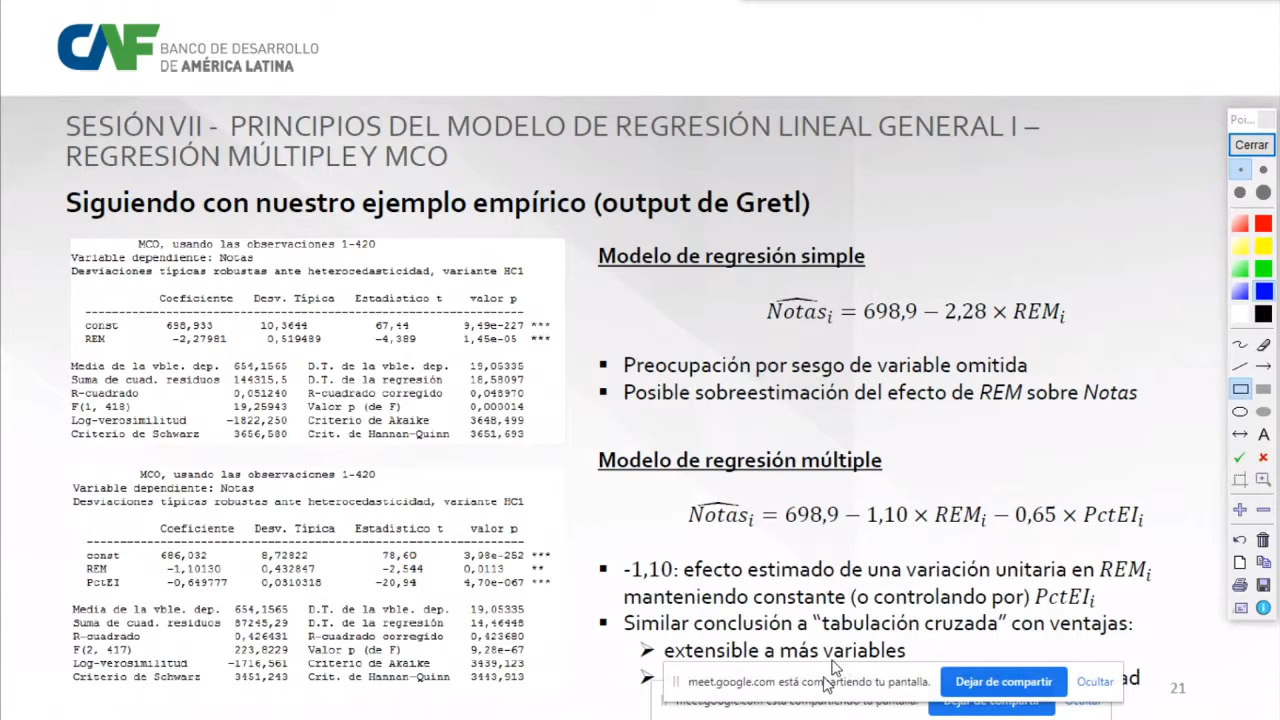 CAF BANCO DE DESARROLLO
DE AMÉRICA LATINA
SESIÓN VII - PRINCIPIOS DEL MODELO DE REGRESIÓN LINEAL GENERAL I –
REGRESIÓN MÚLTIPLE Y MCO
Siguiendo con nuestro ejemplo empírico (output de Gretl)
MCO, usando las observaciones 1-420
Variable dependiente: Notas
Desviaciones típicas robustas ante heterocedasticidad, variante HC1
Coeficiente Desv. Típica Estadístico t valor p
const 698,933 10,3644 67,44 9,49e-227 ***
REM -2,27981 0,519489 -4,389 1,45e-05 ***
Media de la vble. dep. 654,1565 D.T. de la vble. dep. 19,05335
Suma de cuad. residuos 144315,5 D.T. de la regresión 18,58097
R-cuadrado 0,051240 R-cuadrado corregido 0,048970
F(1, 418) 19,25943 Valor p (de F) 0,000014
Log-verosimilitud -1822,250 Criterio de Akaike 3648,499
Criterio de Schwarz 3656,580 Crit. de Hannan-Quinn 3651,693
MCO, usando las observaciones 1-420
Variable dependiente: Notas
Desviaciones típicas robustas ante heterocedasticidad, variante HC1
Coeficiente Desv. Típica Estadístico t valor p
const 686,032 8,72822 78,60 3,98e-252 ***
REM -1,10130 0,432847 -2,544 0,0113 **
PctEI -0,649777 0,0310318 -20,94 4,70e-067 ***
Media de la vble. dep. 654,1565 D.T. de la vble. dep. 19,05335
Suma de cuad. residuos 87245,29 D.T. de la regresión 14,46448
R-cuadrado 0,426431 R-cuadrado corregido 0,423680
F(2, 417) 223,8229 Valor p (de F) 9,28e-67
Log-verosimilitud -1716,561 Criterio de Akaike 3439,123
Criterio de Schwarz 3451,243 Crit. de Hannan-Quinn 3443,913
Modelo de regresión simple
Notasᵢ = 698,9 − 2,28 × REMᵢ
▪ Preocupación por sesgo de variable omitida
▪ Posible sobreestimación del efecto de REM sobre Notas
Modelo de regresión múltiple
Notasᵢ = 698,9 − 1,10 × REMᵢ − 0,65 × PctEIᵢ
▪ -1,10: efecto estimado de una variación unitaria en REMᵢ
manteniendo constante (o controlando por) PctEIᵢ
▪ Similar conclusión a “tabulación cruzada” con ventajas:
➢ extensible a más variables
meet.google.com está compartiendo tu pantalla. Dejar de compartir Ocultar
21
Poi...
Cerrar
A